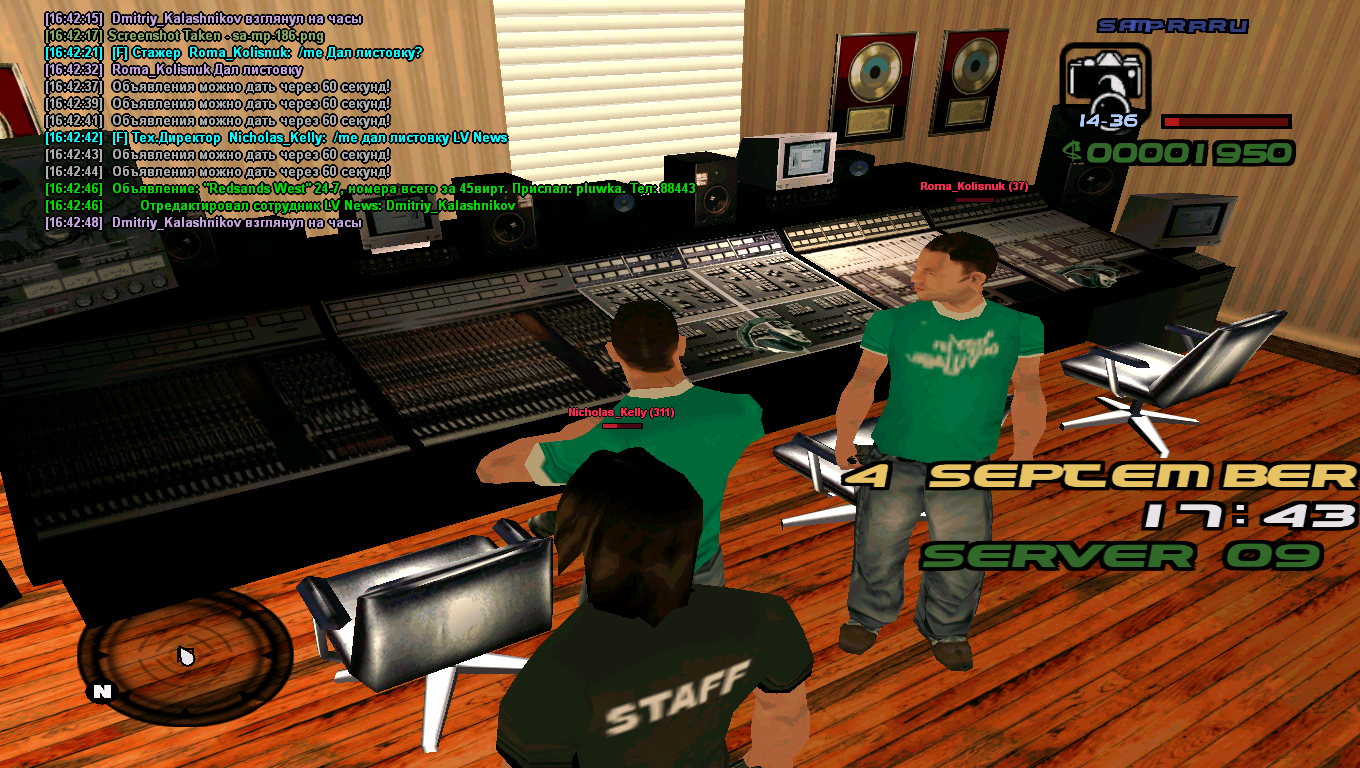 [16:42:15] Dmitriy_Kalashnikov взглянул на часы
[16:42:17] Screenshot Taken - sa-mp-186.png
[16:42:21] [F] Стажер Roma_Kolisnuk: /me Дал листовку?
[16:42:32] Roma_Kolisnuk Дал листовку
[16:42:37] Объявления можно дать через 60 секунд!
[16:42:39] Объявления можно дать через 60 секунд!
[16:42:41] Объявления можно дать через 60 секунд!
[16:42:42] [F] Тех.Директор Nicholas_Kelly: /me дал листовку LV News
[16:42:43] Объявления можно дать через 60 секунд!
[16:42:44] Объявления можно дать через 60 секунд!
[16:42:46] Объявление: "Redsands West" 24-7, номера всего за 45вирт. Прислал: pluwka. Тел: 88443
[16:42:46] Отредактировал сотрудник LV News: Dmitriy_Kalashnikov
[16:42:48] Dmitriy_Kalashnikov взглянул на часы
SAMP-RP.RU
14-36
$00001950
Roma_Kolisnuk (37)
Nicholas_Kelly (311)
4 SEPTEMBER
17:43
SERVER 09
STAFF
N